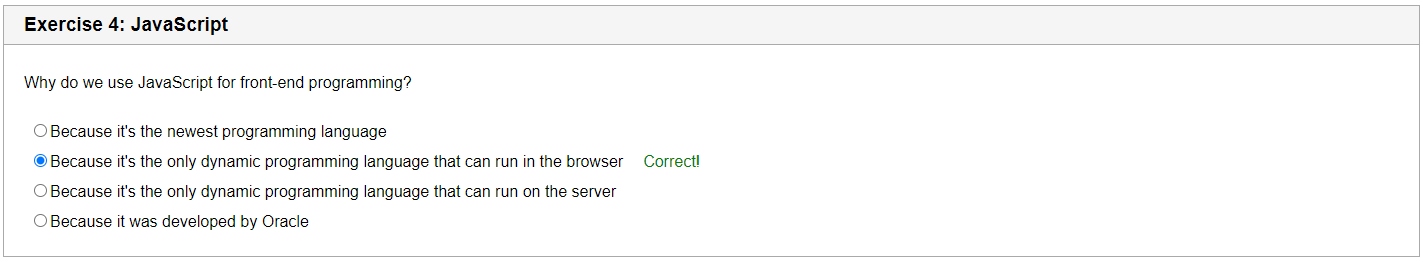 Exercise 4: JavaScript
Why do we use JavaScript for front-end programming?
Because it's the newest programming language
Because it's the only dynamic programming language that can run in the browser Correct!
Because it's the only dynamic programming language that can run on the server
Because it was developed by Oracle